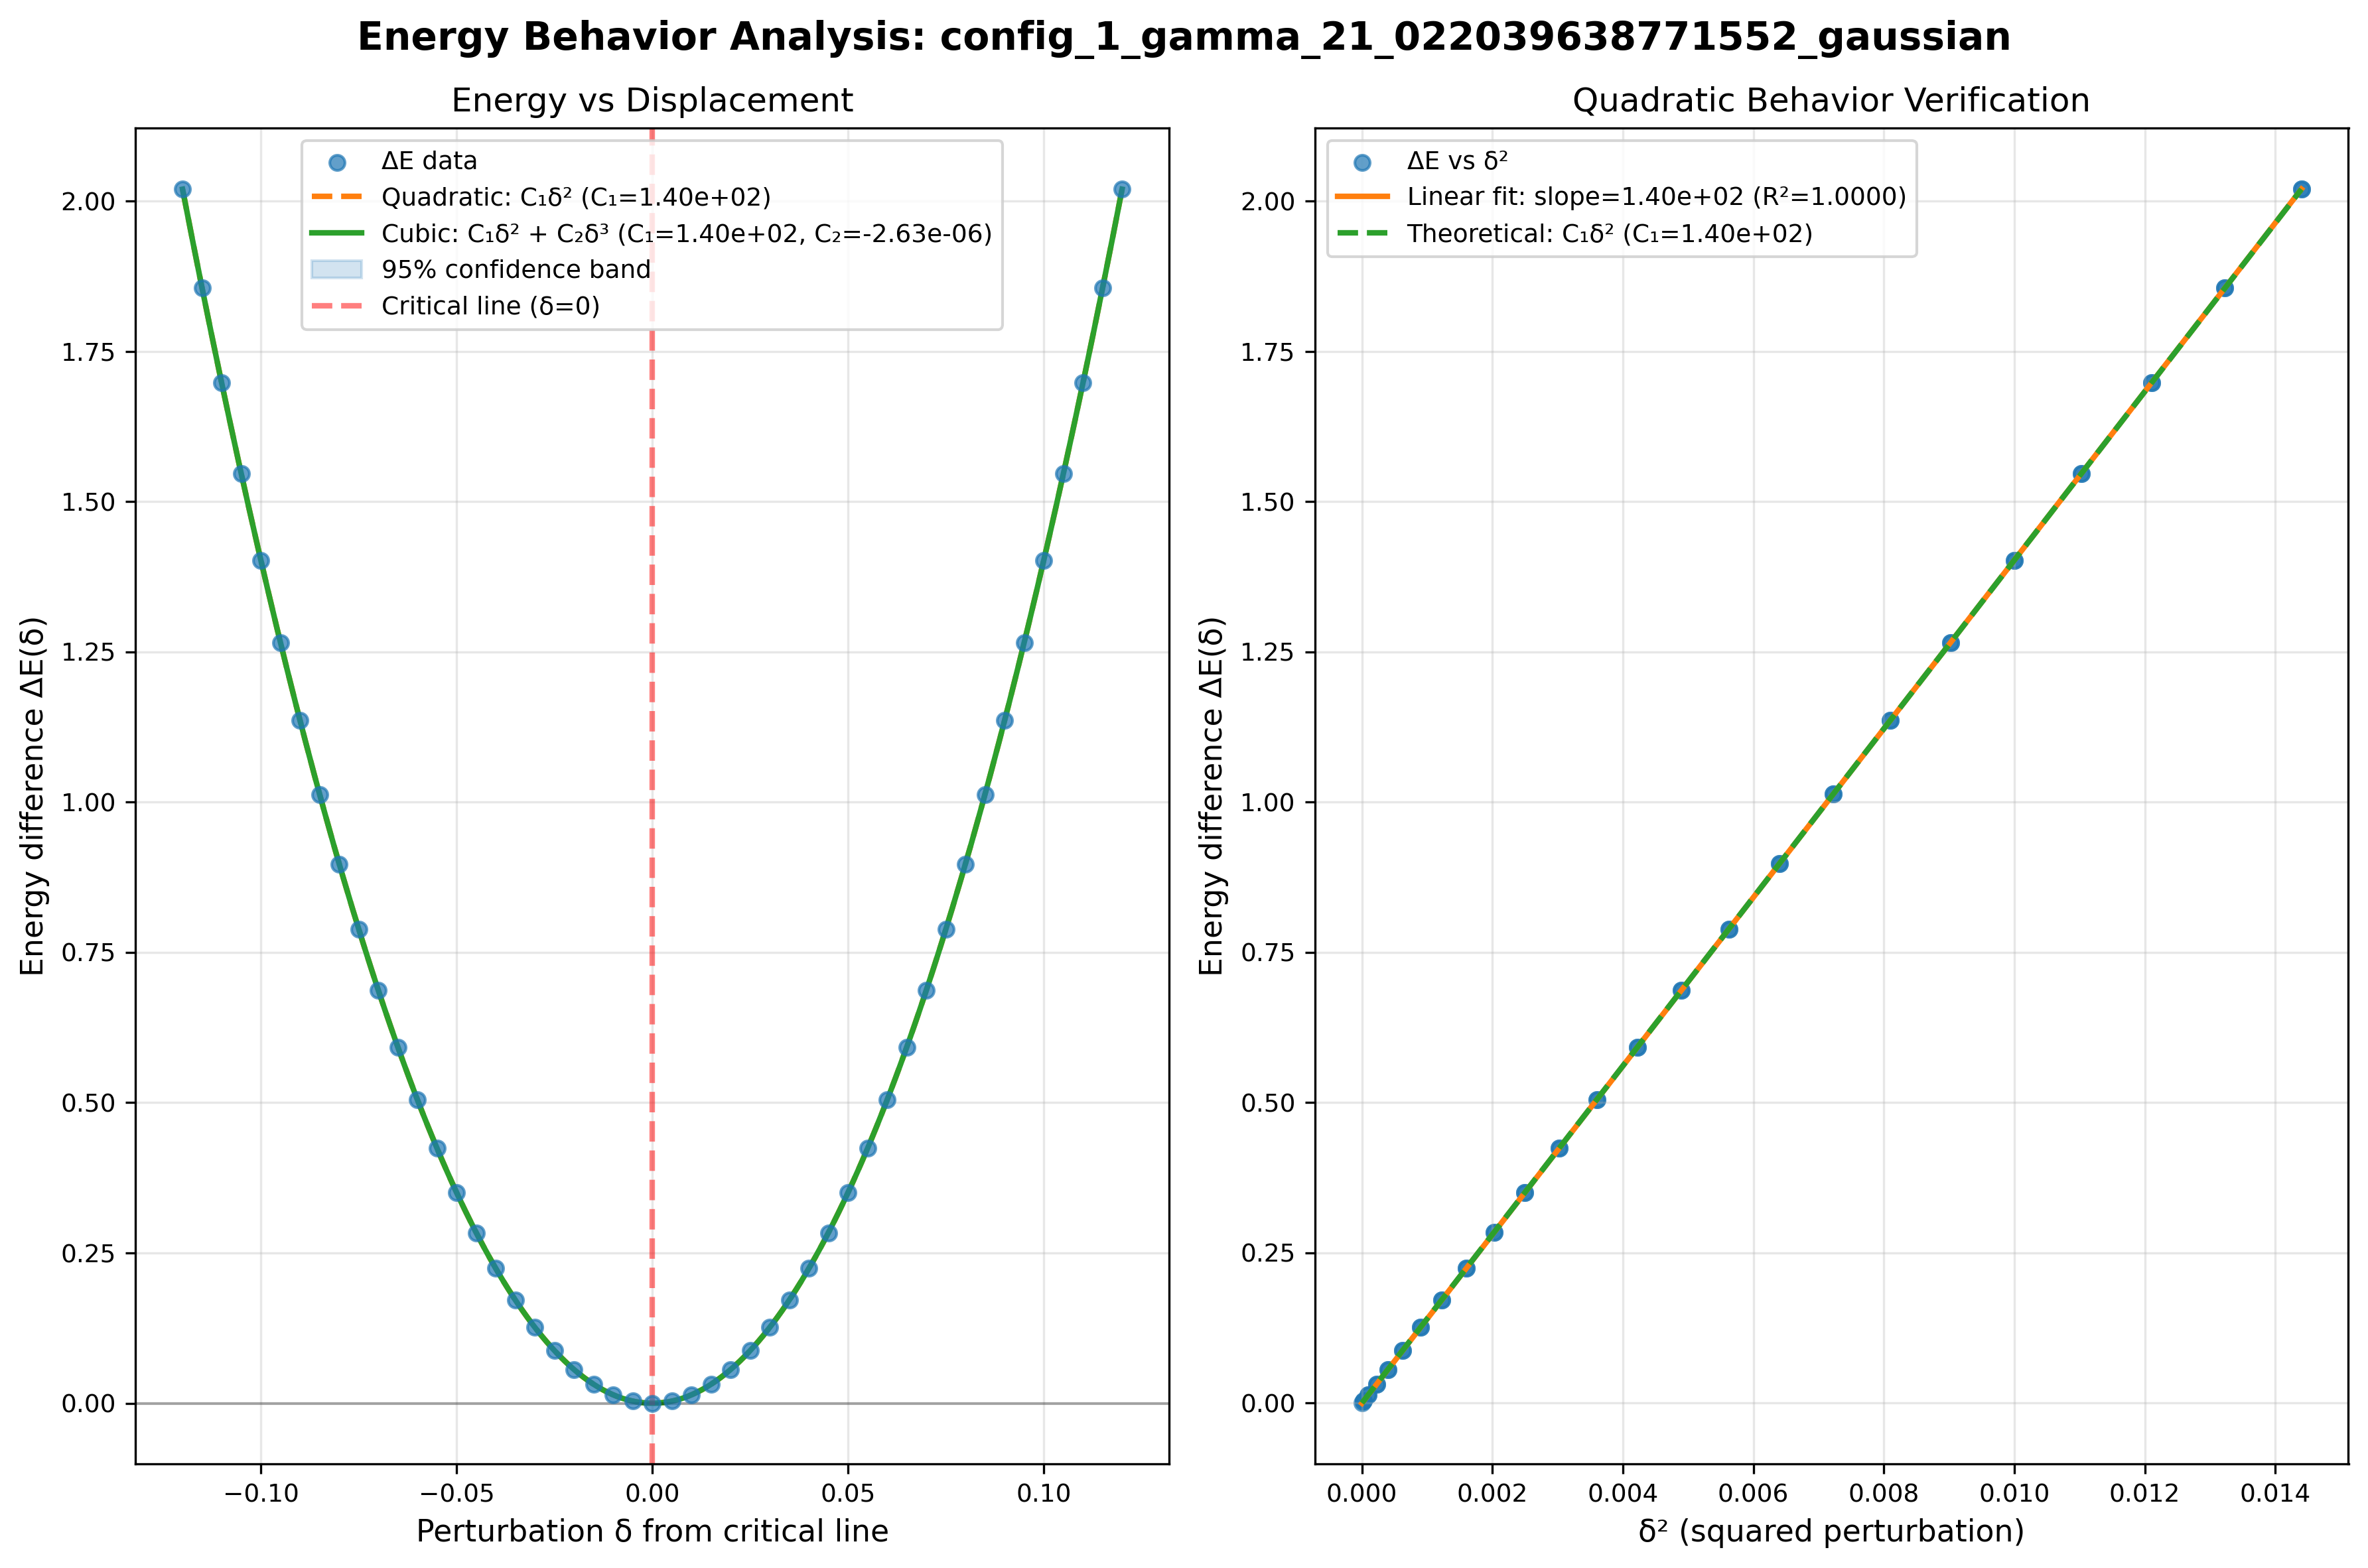 Energy Behavior Analysis: config_1_gamma_21_022039638771552_gaussian
Energy vs Displacement
ΔE data
Quadratic: C₁δ² (C₁=1.40e+02)
Cubic: C₁δ² + C₂δ³ (C₁=1.40e+02, C₂=-2.63e-06)
95% confidence band
Critical line (δ=0)
Energy difference ΔE(δ)
2.00
1.75
1.50
1.25
1.00
0.75
0.50
0.25
0.00
−0.10
−0.05
0.00
0.05
0.10
Perturbation δ from critical line
Quadratic Behavior Verification
ΔE vs δ²
Linear fit: slope=1.40e+02 (R²=1.0000)
Theoretical: C₁δ² (C₁=1.40e+02)
Energy difference ΔE(δ)
2.00
1.75
1.50
1.25
1.00
0.75
0.50
0.25
0.00
0.000
0.002
0.004
0.006
0.008
0.010
0.012
0.014
δ² (squared perturbation)